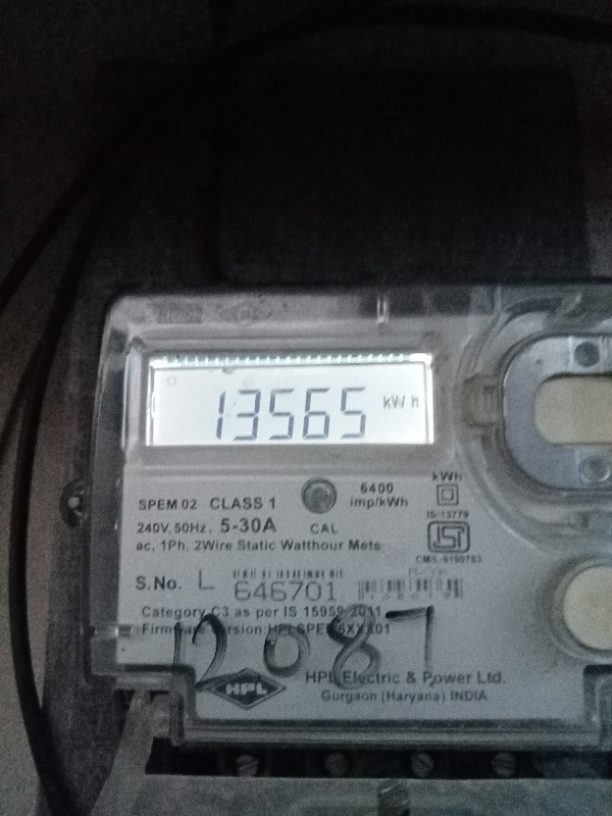 13565 kWh
SPEM 02 CLASS 1
6400 imp/kWh
kWh
240V, 50Hz, 5-30A
CAL
IS:13779
ac, 1Ph, 2Wire Static Watthour Mete
S.No. L 646701
Category C3 as per IS 15959:2011
1208
HPL
HPL Electric & Power Ltd.
Gurgaon (Haryana) INDIA